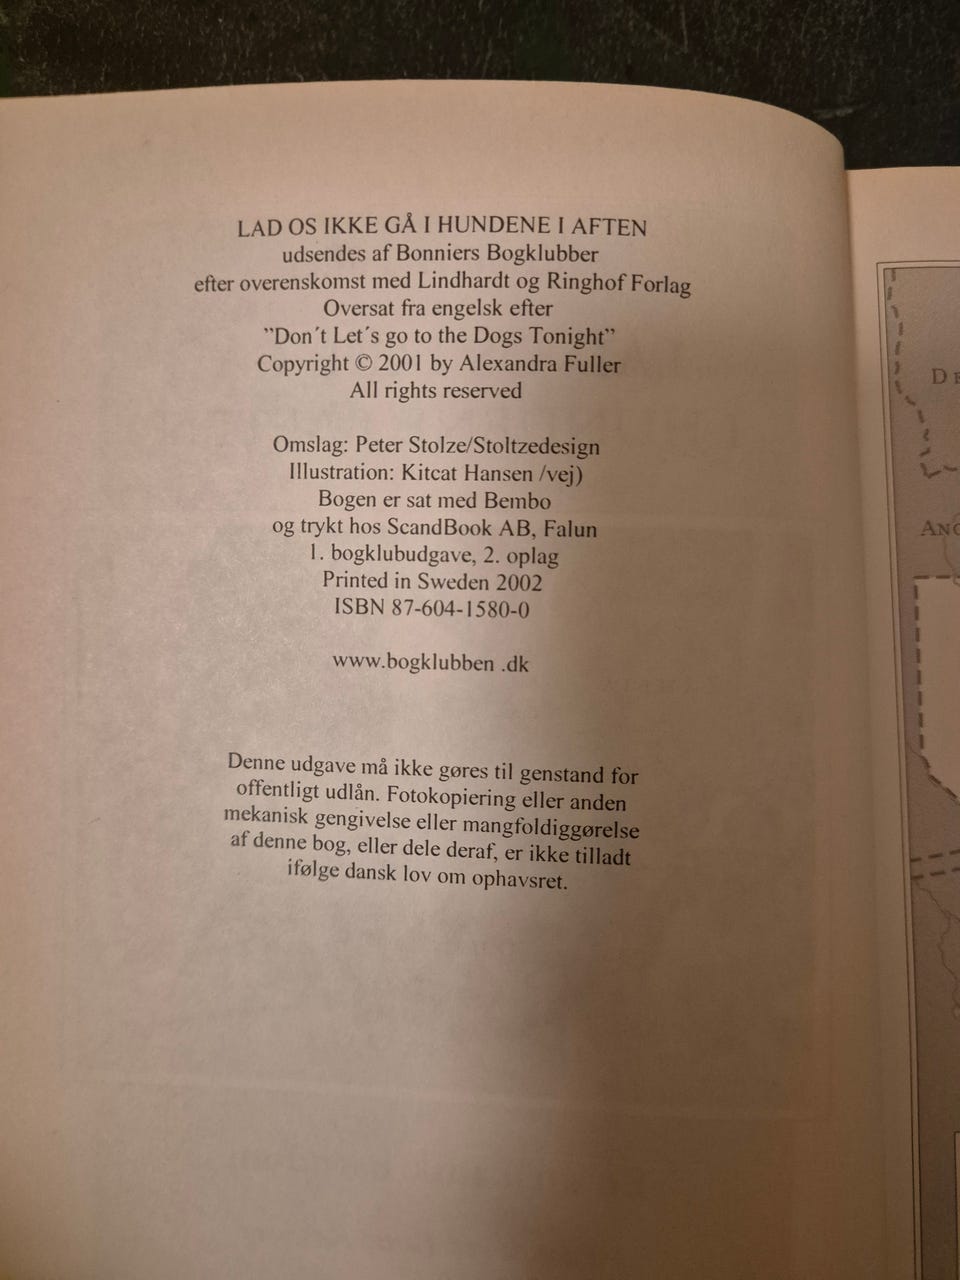 LAD OS IKKE GÅ I HUNDENE I AFTEN
udsendes af Bonniers Bogklubber
efter overenskomst med Lindhardt og Ringhof Forlag
Oversat fra engelsk efter
”Don´t Let´s go to the Dogs Tonight”
Copyright © 2001 by Alexandra Fuller
All rights reserved
Omslag: Peter Stolze/Stoltzedesign
Illustration: Kitcat Hansen /vej)
Bogen er sat med Bembo
og trykt hos ScandBook AB, Falun
1. bogklubudgave, 2. oplag
Printed in Sweden 2002
ISBN 87-604-1580-0
www.bogklubben .dk
Denne udgave må ikke gøres til genstand for
offentligt udlån. Fotokopiering eller anden
mekanisk gengivelse eller mangfoldiggørelse
af denne bog, eller dele deraf, er ikke tilladt
ifølge dansk lov om ophavsret.